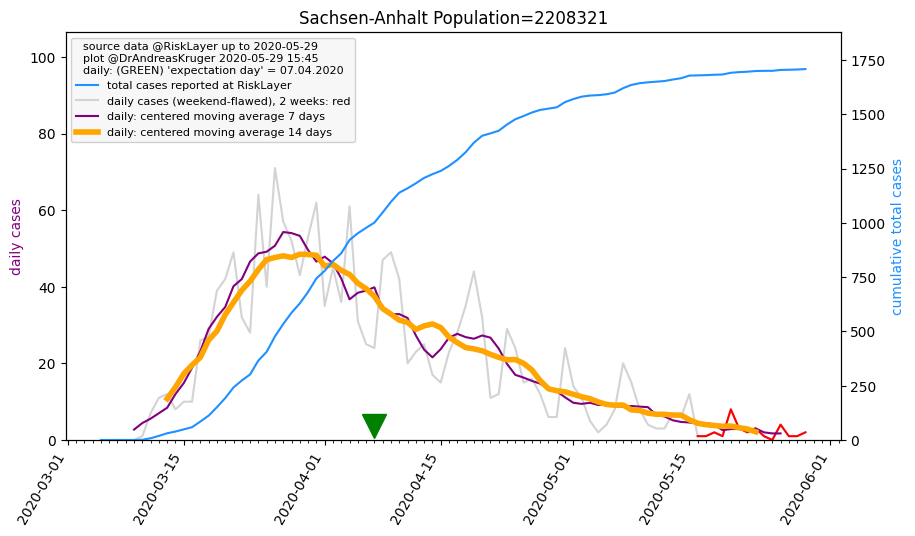 Sachsen-Anhalt Population=2208321
source data @RiskLayer up to 2020-05-29
plot @DrAndreasKruger 2020-05-29 15:45
daily: (GREEN) 'expectation day' = 07.04.2020
total cases reported at RiskLayer
daily cases (weekend-flawed), 2 weeks: red
daily: centered moving average 7 days
daily: centered moving average 14 days
daily cases
100
80
60
40
20
0
cumulative total cases
1750
1500
1250
1000
750
500
250
0
2020-03-01
2020-03-15
2020-04-01
2020-04-15
2020-05-01
2020-05-15
2020-06-01